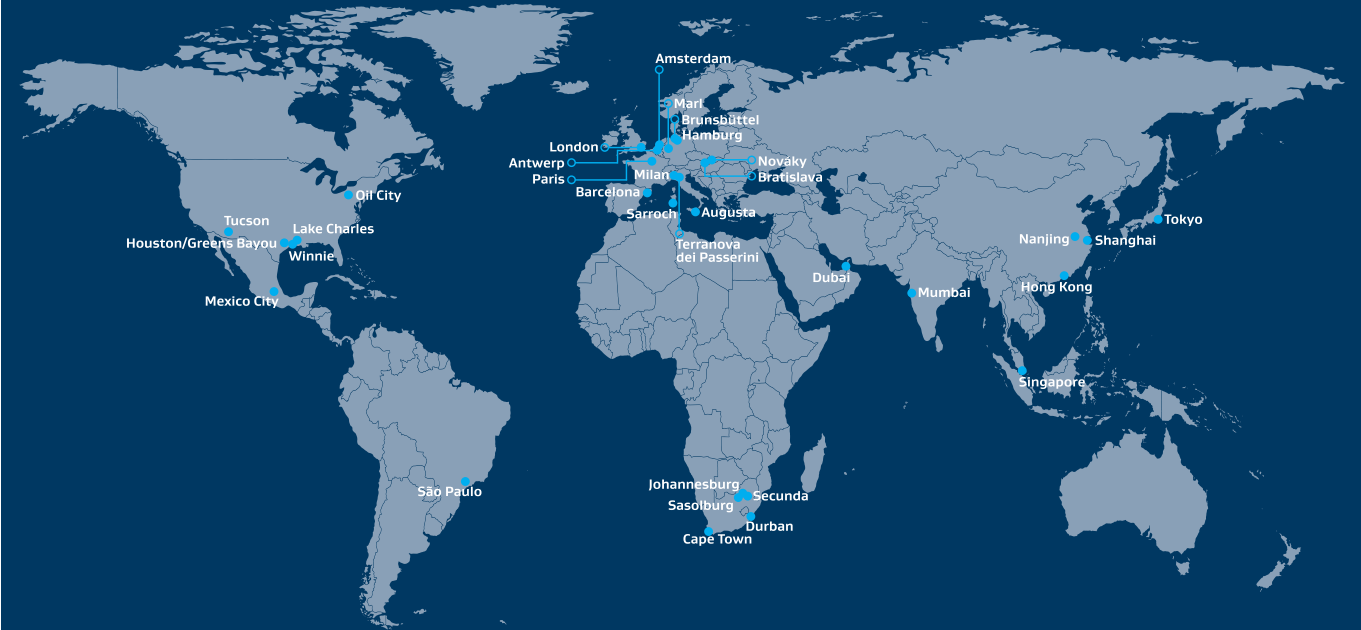 Amsterdam
Marl
Brunsbüttel
Hamburg
London
Antwerp
Paris
Nováky
Bratislava
Milan
Barcelona
Sarroch
Augusta
Terranova
dei Passerini
Oil City
Tucson
Lake Charles
Houston/Greens Bayou
Winnie
Mexico City
São Paulo
Johannesburg
Secunda
Sasolburg
Durban
Cape Town
Dubai
Mumbai
Tokyo
Nanjing
Shanghai
Hong Kong
Singapore